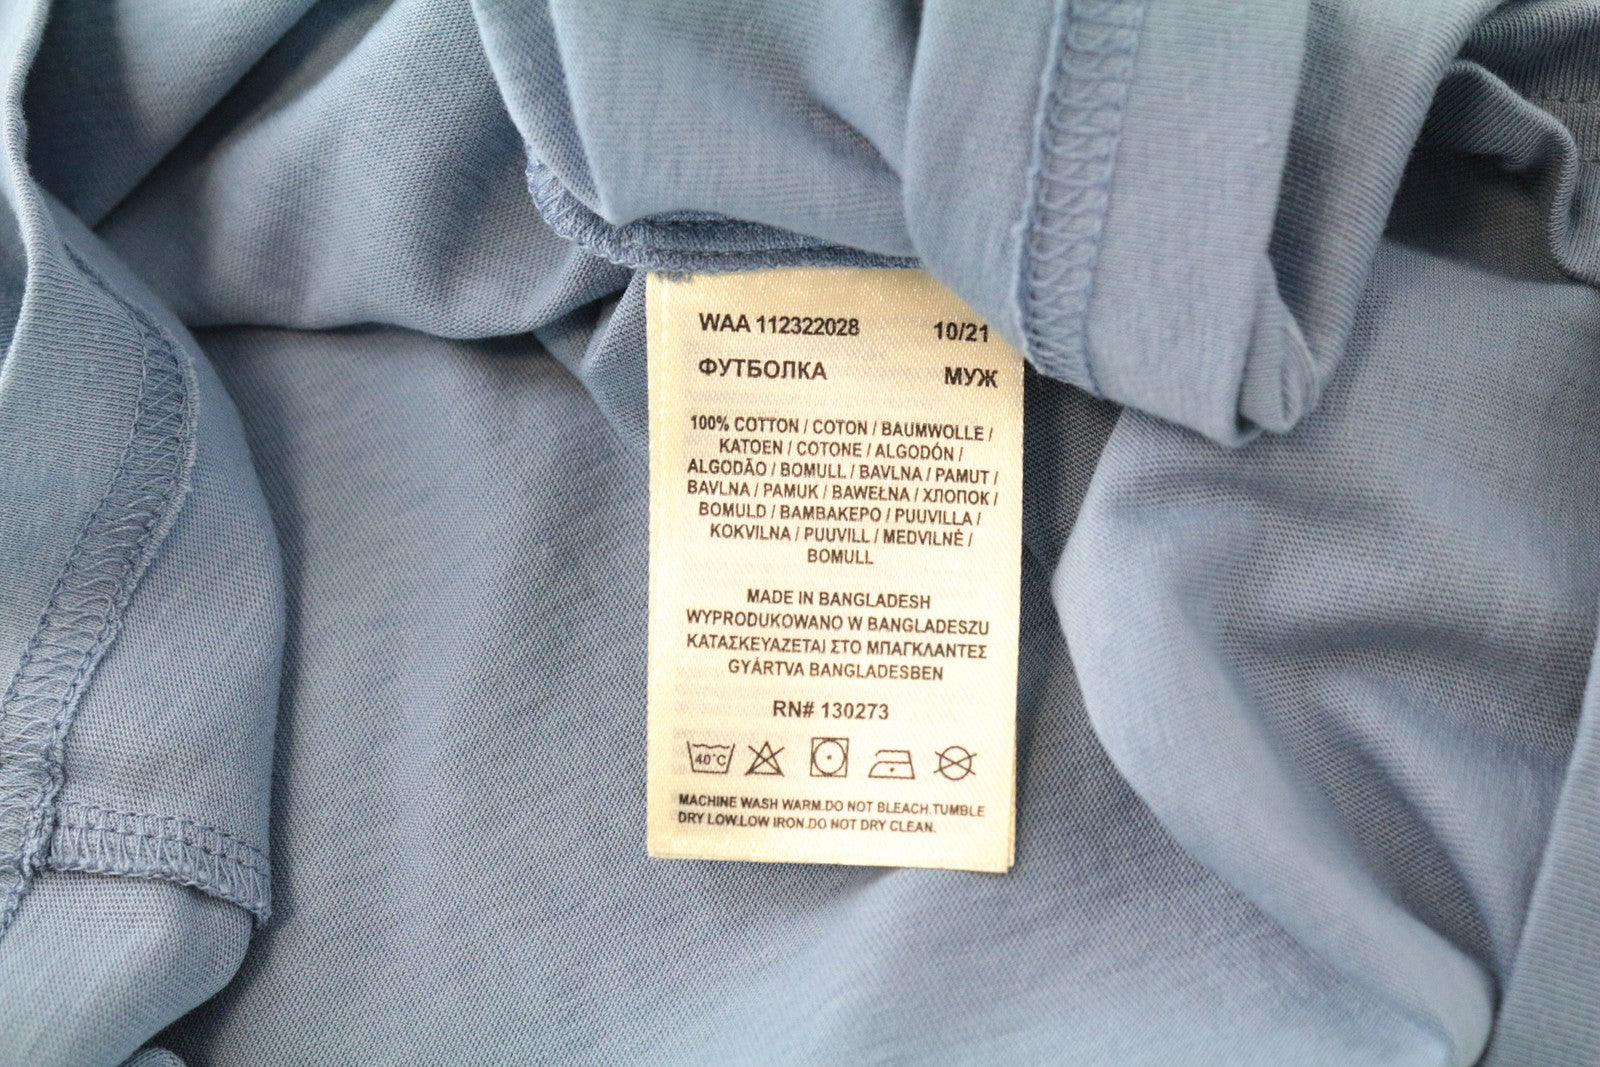 WAA 112322028 10/21
ФУТБОЛКА МУЖ
100% COTTON / COTON / BAUMWOLLE /
KATOEN / COTONE / ALGODÓN /
ALGODÃO / BOMULL / BAVLNA / PAMUT /
BAVLNA / PAMUK / BAWEŁNA / ХЛОПОК /
BOMULD / ΒΑΜΒΑΚΕΡΟ / PUUVILLA /
KOKVILNA / PUUVILL / MEDVILNĖ /
BOMULL
MADE IN BANGLADESH
WYPRODUKOWANO W BANGLADESZU
ΚΑΤΑΣΚΕΥΑΖΕΤΑΙ ΣΤΟ ΜΠΑΓΚΛΑΝΤΕΣ
GYÁRTVA BANGLADESBEN
RN# 130273
40°C
MACHINE WASH WARM.DO NOT BLEACH.TUMBLE
DRY LOW.LOW IRON.DO NOT DRY CLEAN.